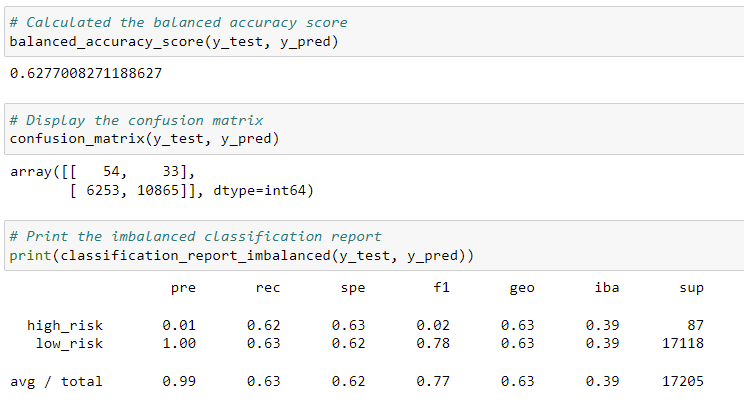 # Calculated the balanced accuracy score
balanced_accuracy_score(y_test, y_pred)
0.6277008271188627
# Display the confusion matrix
confusion_matrix(y_test, y_pred)
array([[   54,    33],
       [ 6253, 10865]], dtype=int64)
# Print the imbalanced classification report
print(classification_report_imbalanced(y_test, y_pred))
                   pre       rec       spe        f1       geo       iba       sup
  high_risk       0.01      0.62      0.63      0.02      0.63      0.39        87
   low_risk       1.00      0.63      0.62      0.78      0.63      0.39     17118
avg / total       0.99      0.63      0.62      0.77      0.63      0.39     17205